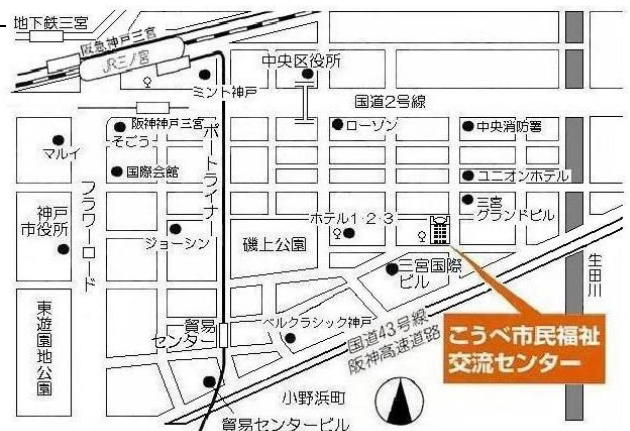 地下鉄三宮
阪急神戸三宮
JR三ノ宮
ミント神戸
中央区役所
国道2号線
阪神神戸三宮
そごう
マルイ
国際会館
ポートライナー
ローソン
中央消防署
ユニオンホテル
三宮
グランドビル
フラワーロード
神戸
市役所
ジョーシン
磯上公園
ホテル1・2・3
三宮国際
ビル
生田川
東遊園地公園
貿易
センター
ベルクラシック神戸
国道43号線
阪神高速道路
こうべ市民福祉
交流センター
小野浜町
貿易センタービル